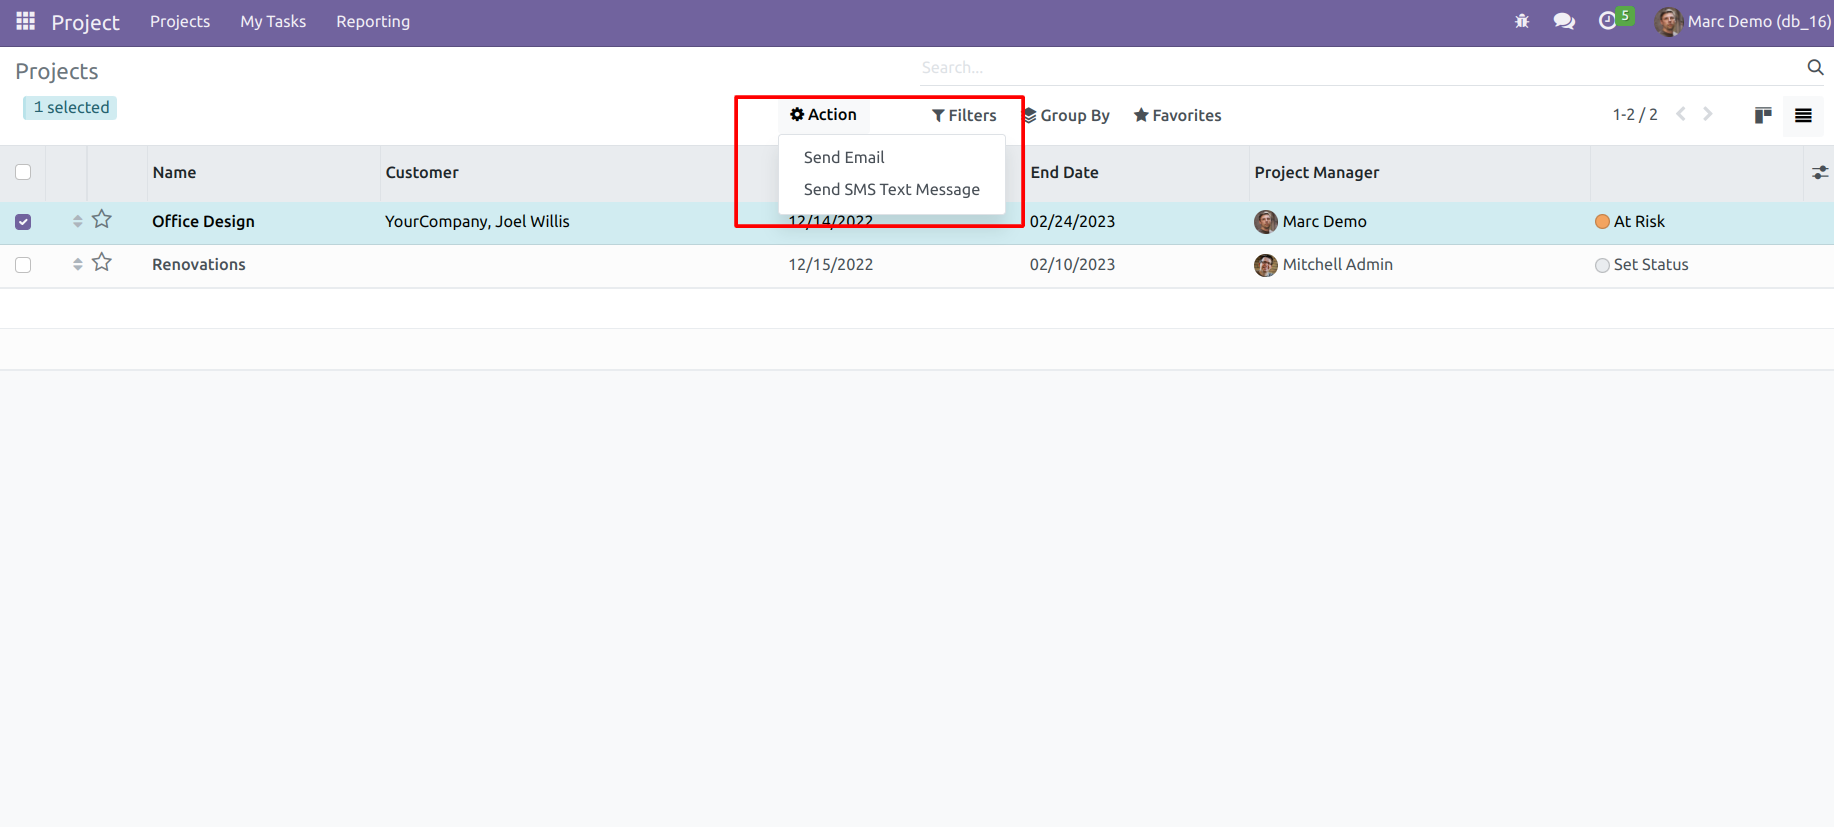 Project Projects My Tasks Reporting 5 Marc Demo (db_16)
Projects Search...
1 selected
Action Filters Group By Favorites 1-2 / 2
Send Email
Send SMS Text Message
Name Customer End Date Project Manager
Office Design YourCompany, Joel Willis 12/14/2022 02/24/2023 Marc Demo At Risk
Renovations 12/15/2022 02/10/2023 Mitchell Admin Set Status